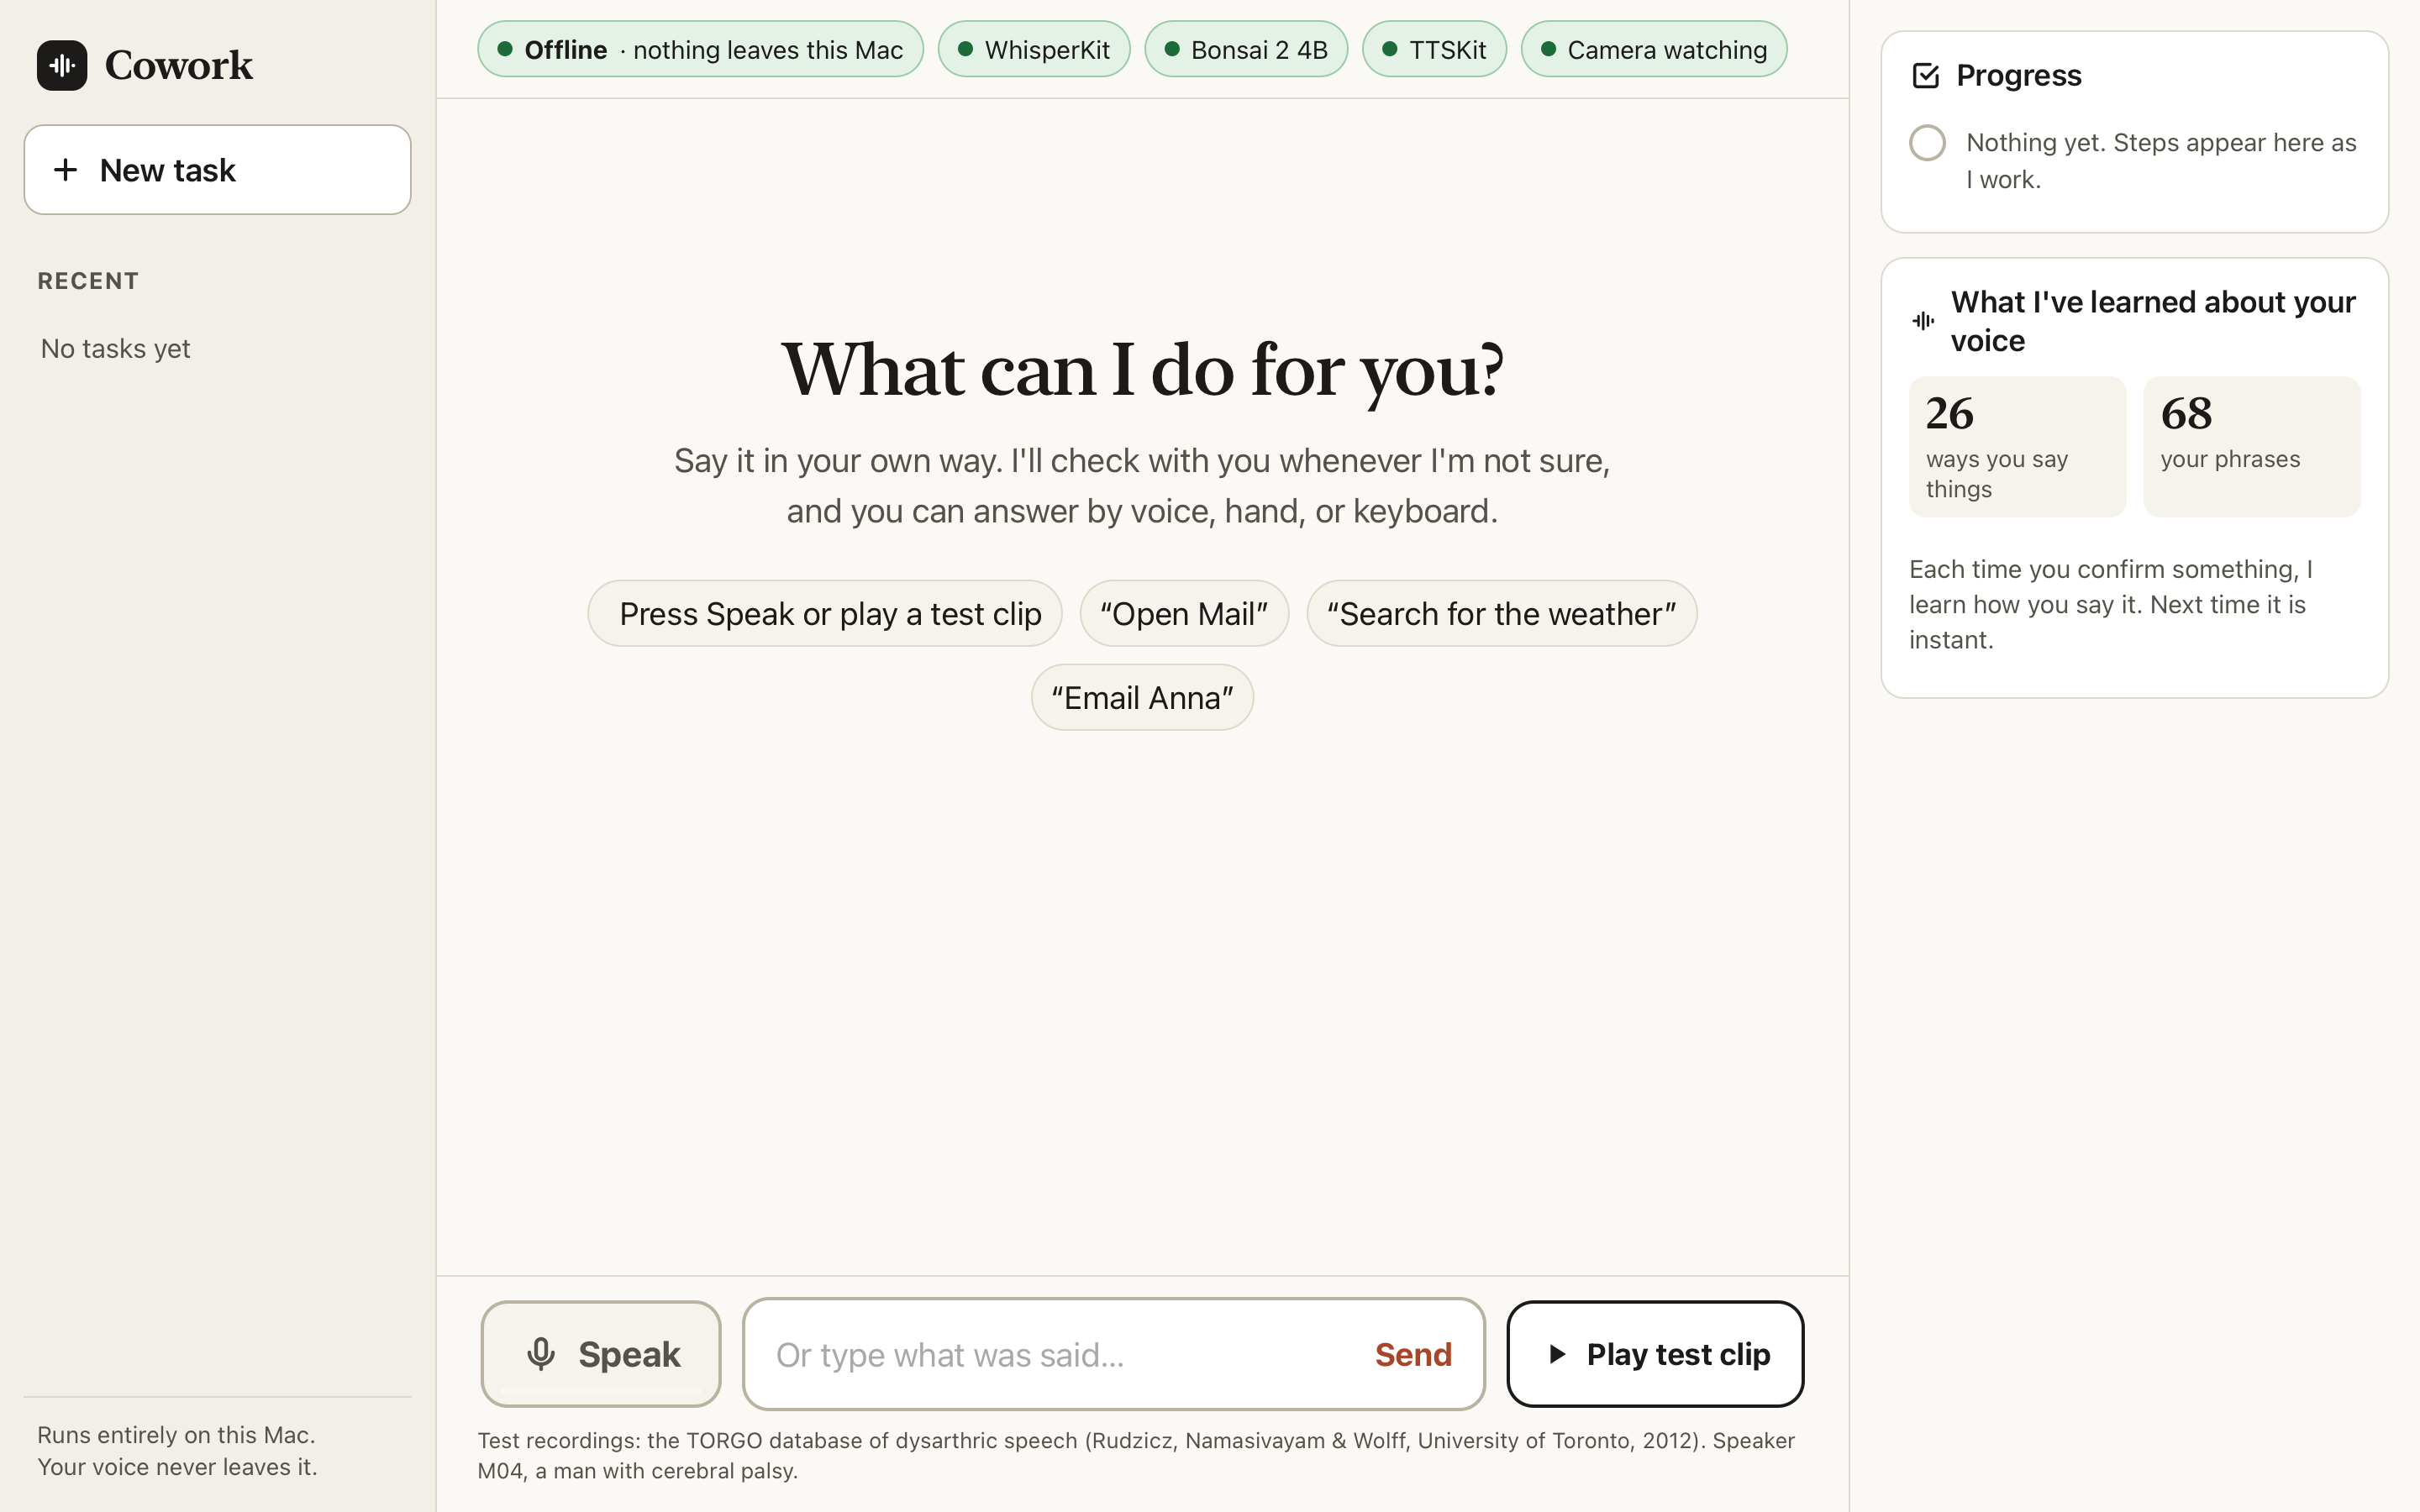 Cowork
New task
RECENT
No tasks yet
Runs entirely on this Mac.
Your voice never leaves it.
Offline · nothing leaves this Mac
WhisperKit
Bonsai 2 4B
TTSKit
Camera watching
What can I do for you?
Say it in your own way. I'll check with you whenever I'm not sure,
and you can answer by voice, hand, or keyboard.
Press Speak or play a test clip
“Open Mail”
“Search for the weather”
“Email Anna”
Speak
Or type what was said...
Send
Play test clip
Test recordings: the TORGO database of dysarthric speech (Rudzicz, Namasivayam & Wolff, University of Toronto, 2012). Speaker
M04, a man with cerebral palsy.
Progress
Nothing yet. Steps appear here as
I work.
What I've learned about your
voice
26
ways you say
things
68
your phrases
Each time you confirm something, I
learn how you say it. Next time it is
instant.